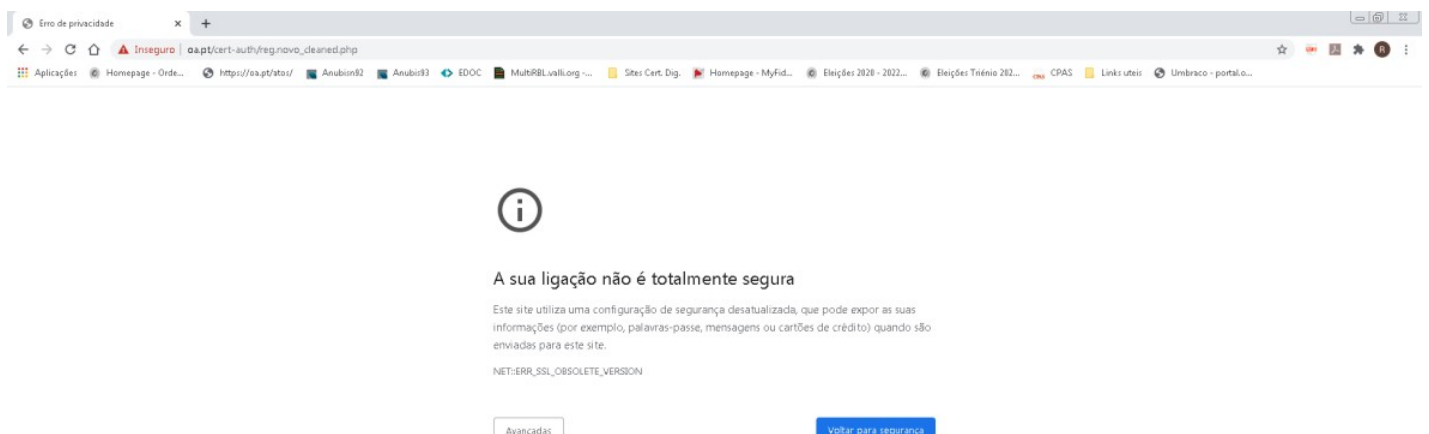 Erro de privacidade
Inseguro oa.pt/cert-auth/reg.novo_cleaned.php
Aplicações Homepage - Orde... https://oa.pt/atos/ Anubisn92 Anubis93 EDOC MultiRBL.valli.org -... Sites Cert. Dig. Homepage - MyFid... Eleições 2020 - 2022... Eleições Triénio 202... CPAS Links uteis Umbraco - portal.o...
A sua ligação não é totalmente segura
Este site utiliza uma configuração de segurança desatualizada, que pode expor as suas
informações (por exemplo, palavras-passe, mensagens ou cartões de crédito) quando são
enviadas para este site.
NET::ERR_SSL_OBSOLETE_VERSION
Avançadas Voltar para segurança